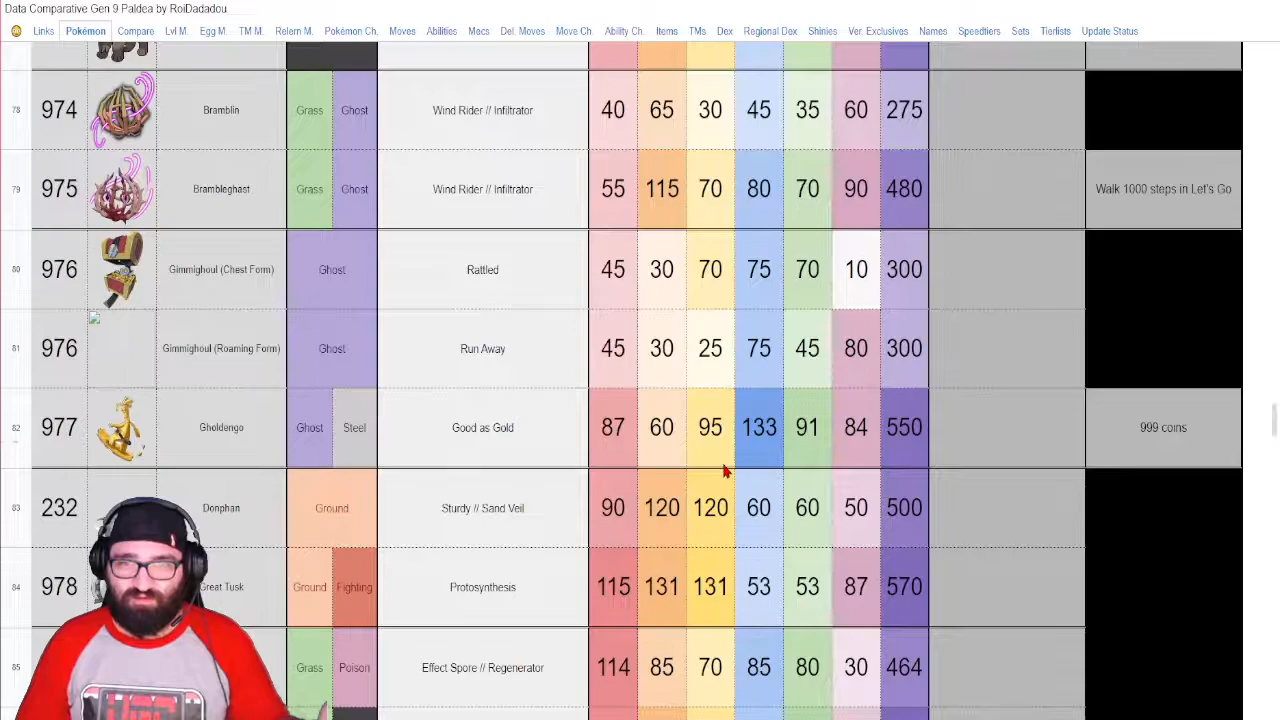 Data Comparative Gen 9 Paldea by RoiDadadou
Links Pokémon Compare Lvl M. Egg M. TM M. Relern M. Pokémon Ch. Moves Abilities Mecs Del. Moves Move Ch. Ability Ch. Items TMs Dex Regional Dex Shinies Ver. Exclusives Names Speedtiers Sets Tierlists Update Status
78 974 Bramblin Grass Ghost Wind Rider // Infiltrator 40 65 30 45 35 60 275
79 975 Brambleghast Grass Ghost Wind Rider // Infiltrator 55 115 70 80 70 90 480 Walk 1000 steps in Let's Go
80 976 Gimmighoul (Chest Form) Ghost Rattled 45 30 70 75 70 10 300
81 976 Gimmighoul (Roaming Form) Ghost Run Away 45 30 25 75 45 80 300
82 977 Gholdengo Ghost Steel Good as Gold 87 60 95 133 91 84 550 999 coins
83 232 Donphan Ground Sturdy // Sand Veil 90 120 120 60 60 50 500
84 978 Great Tusk Ground Fighting Protosynthesis 115 131 131 53 53 87 570
85 Grass Poison Effect Spore // Regenerator 114 85 70 85 80 30 464